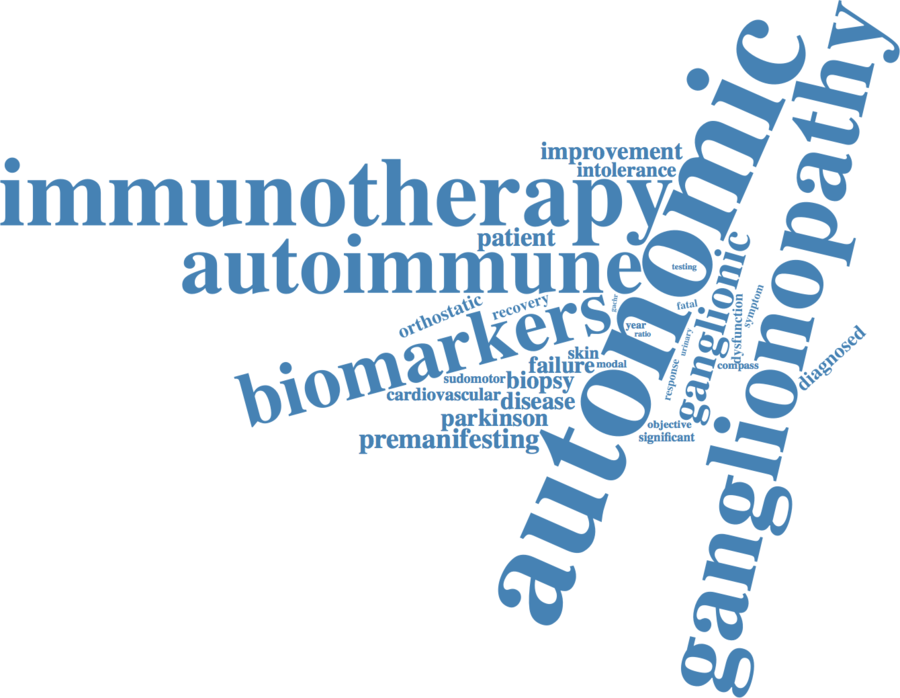 improvement
intolerance
immunotherapy
patient
autoimmune
autonomic
ganglionopathy
testing
ganglionic
orthostatic
recovery
biomarkers
gachr
fatal
dysfunction
symptom
year
ratio
urinary
skin
failure
modal
compass
response
diagnosed
sudomotor
biopsy
cardiovascular
disease
parkinson
objective
premanifesting
significant